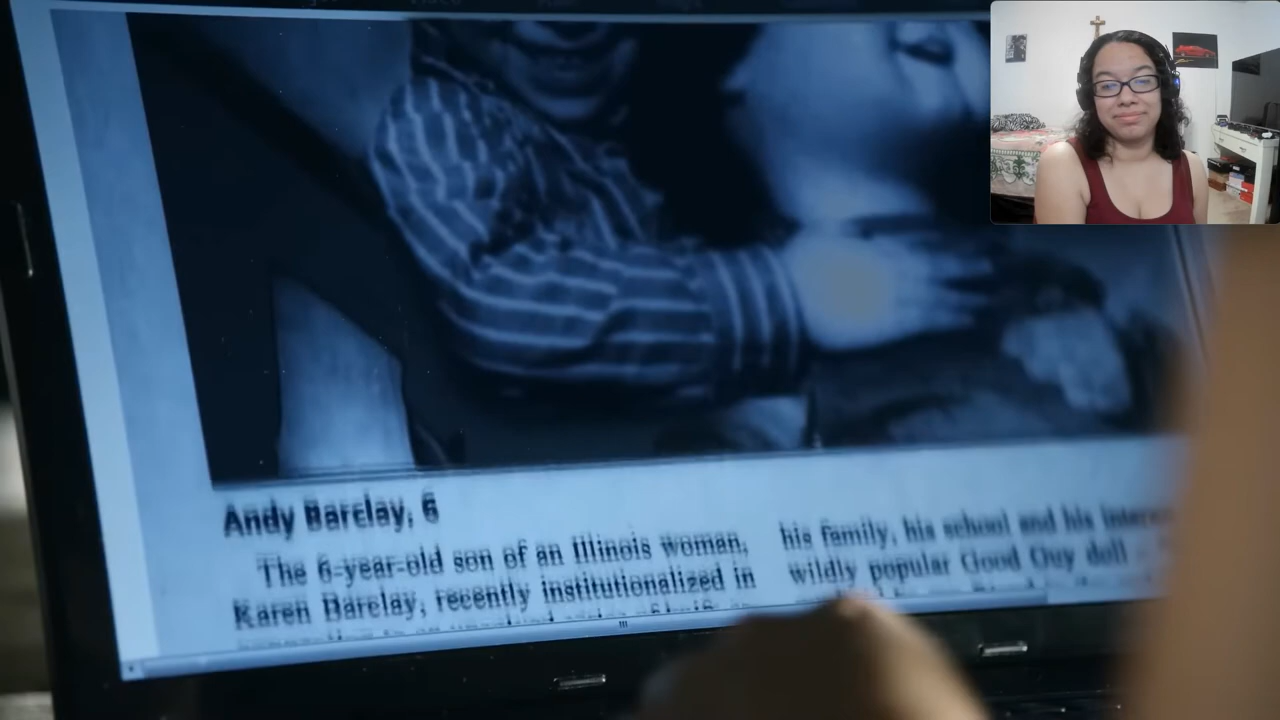 Andy Barclay, 6
The 6-year-old son of an Illinois woman,
Karen Barclay, recently institutionalized in
his family, his school and his
wildly popular Good Guy doll